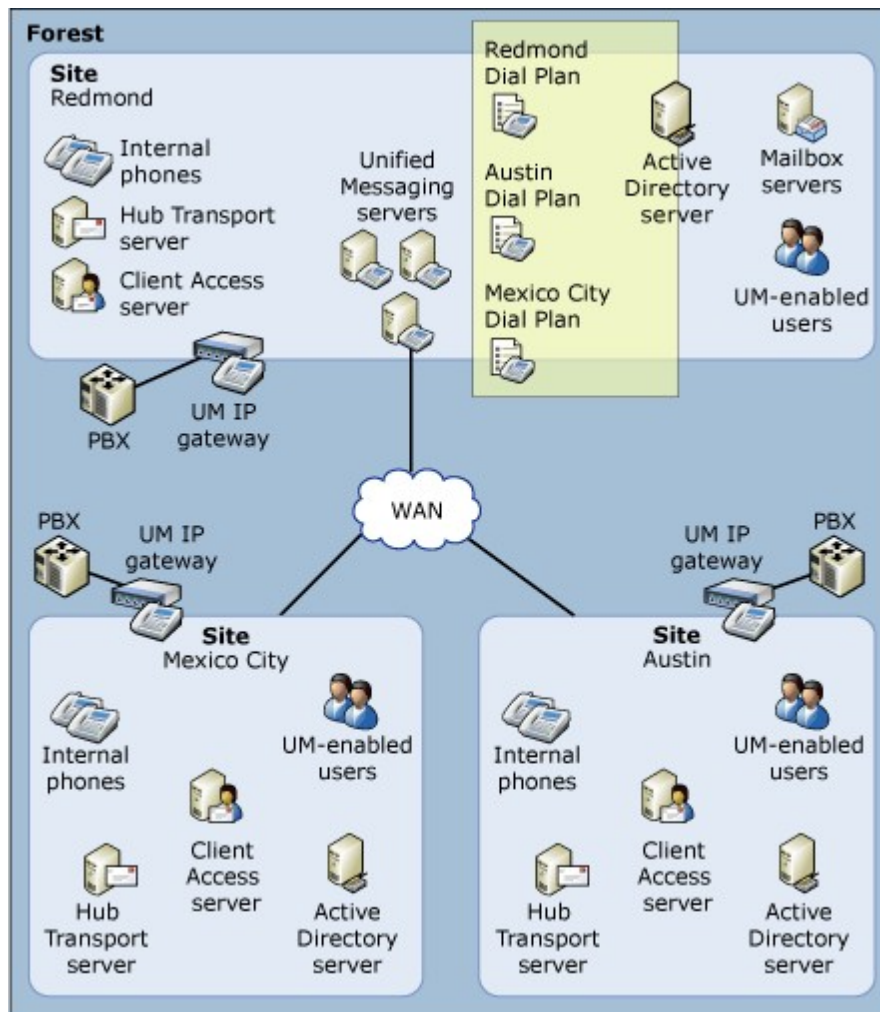 Forest
Site
Redmond
Internal
phones
Hub Transport
server
Client Access
server
Unified
Messaging
servers
Redmond
Dial Plan
Austin
Dial Plan
Mexico City
Dial Plan
Active
Directory
server
Mailbox
servers
UM-enabled
users
PBX
UM IP
gateway
WAN
PBX
UM IP
gateway
UM IP
gateway
PBX
Site
Mexico City
Internal
phones
UM-enabled
users
Client
Access
server
Hub
Transport
server
Active
Directory
server
Site
Austin
Internal
phones
UM-enabled
users
Client
Access
server
Hub
Transport
server
Active
Directory
server